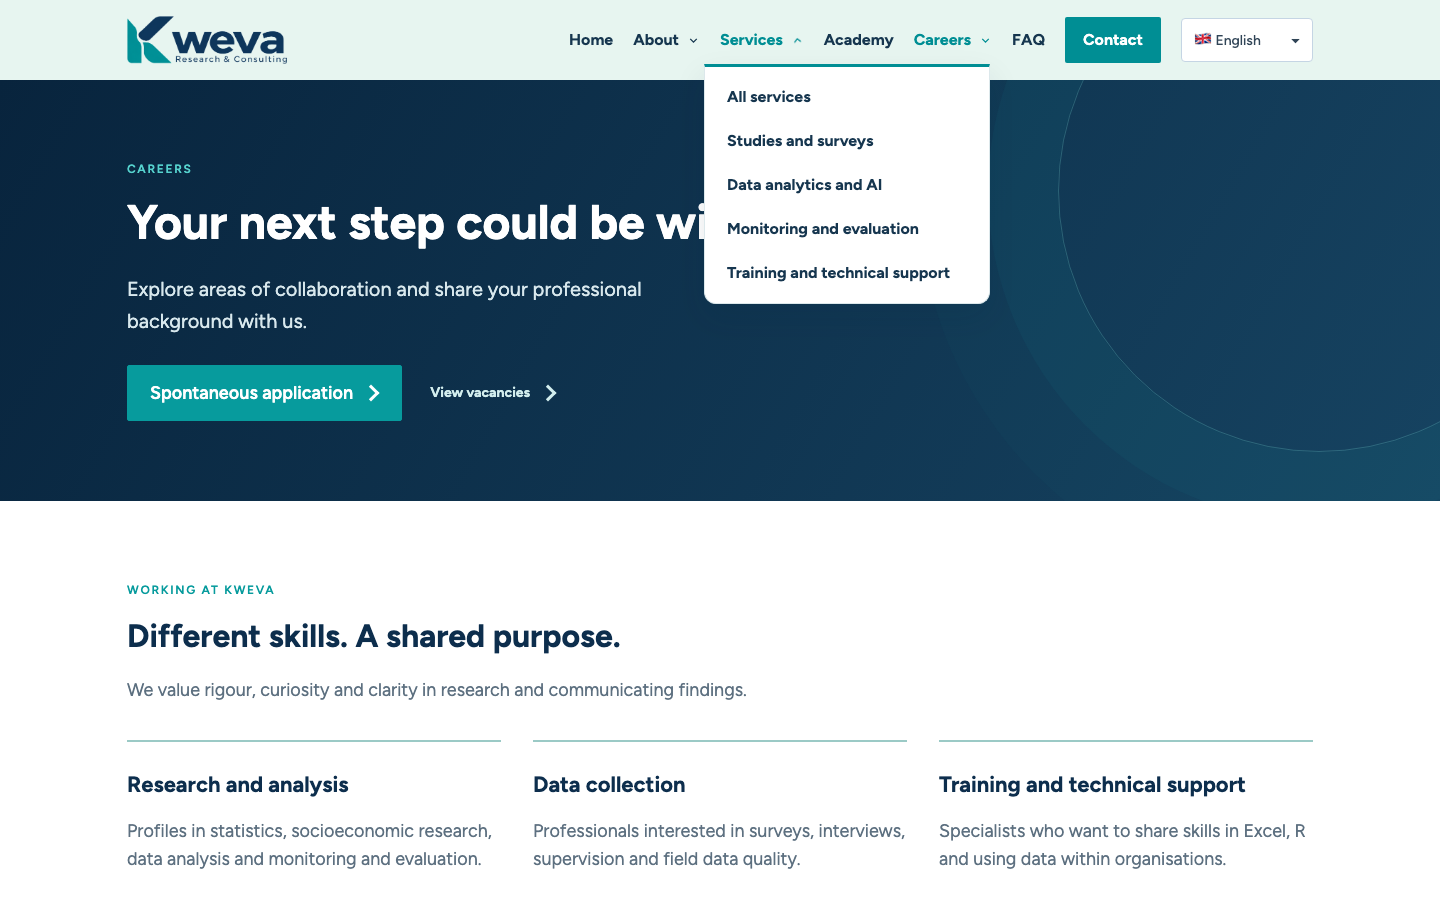 Kweva
Research & Consulting
Home
About
Services
Academy
Careers
FAQ
Contact
English
All services
Studies and surveys
Data analytics and AI
Monitoring and evaluation
Training and technical support
CAREERS
Your next step could be
Explore areas of collaboration and share your professional
background with us.
Spontaneous application
View vacancies
WORKING AT KWEVA
Different skills. A shared purpose.
We value rigour, curiosity and clarity in research and communicating findings.
Research and analysis
Profiles in statistics, socioeconomic research,
data analysis and monitoring and evaluation.
Data collection
Professionals interested in surveys, interviews,
supervision and field data quality.
Training and technical support
Specialists who want to share skills in Excel, R
and using data within organisations.